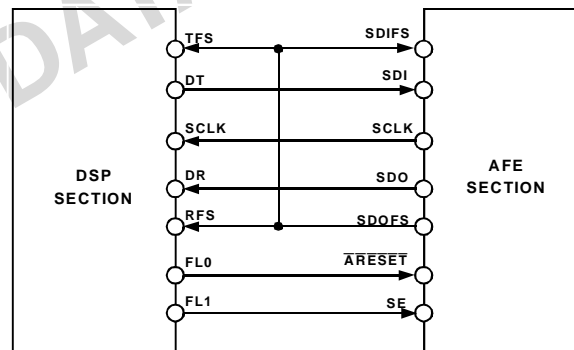 TFS SDIFS
DT SDI
SCLK SCLK
DR SDO
RFS SDOFS
FL0 ARESET
FL1 SE
DSP
SECTION
AFE
SECTION